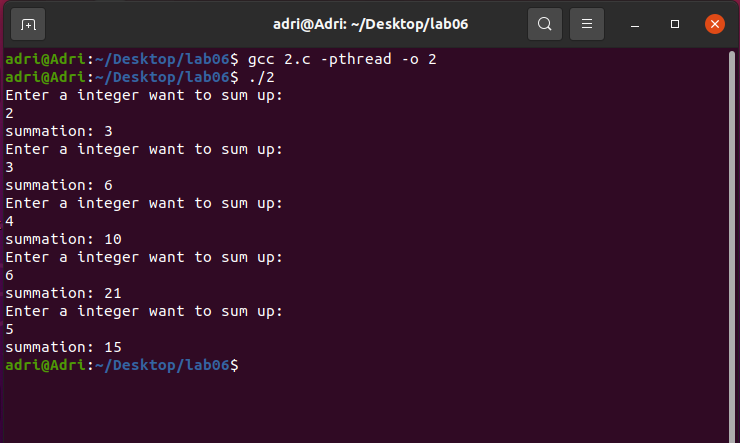 adri@Adri: ~/Desktop/lab06
adri@Adri:~/Desktop/lab06$ gcc 2.c -pthread -o 2
adri@Adri:~/Desktop/lab06$ ./2
Enter a integer want to sum up:
2
summation: 3
Enter a integer want to sum up:
3
summation: 6
Enter a integer want to sum up:
4
summation: 10
Enter a integer want to sum up:
6
summation: 21
Enter a integer want to sum up:
5
summation: 15
adri@Adri:~/Desktop/lab06$